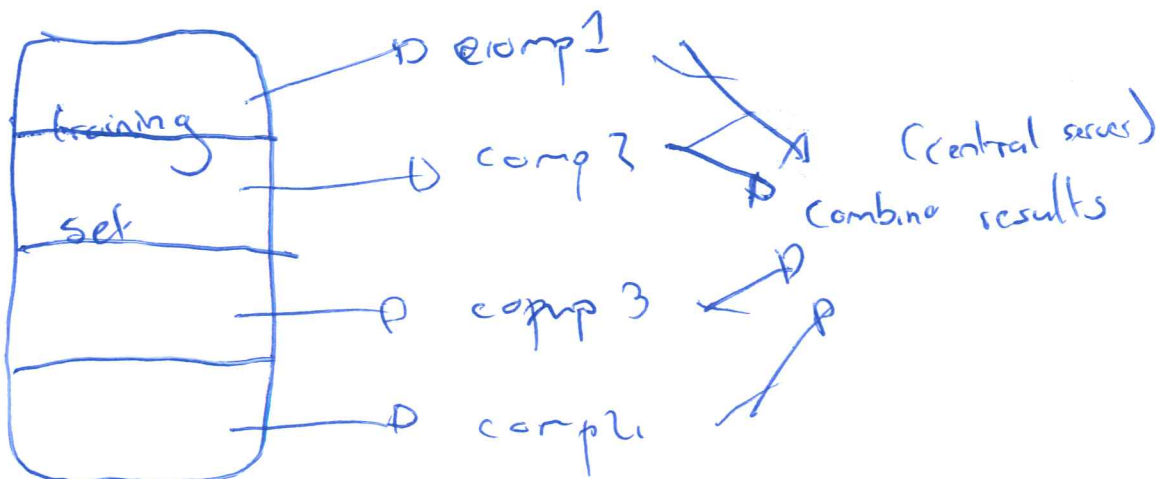 training
set
comp 1
comp 2
comp 3
comp 4
(central server)
Combine results